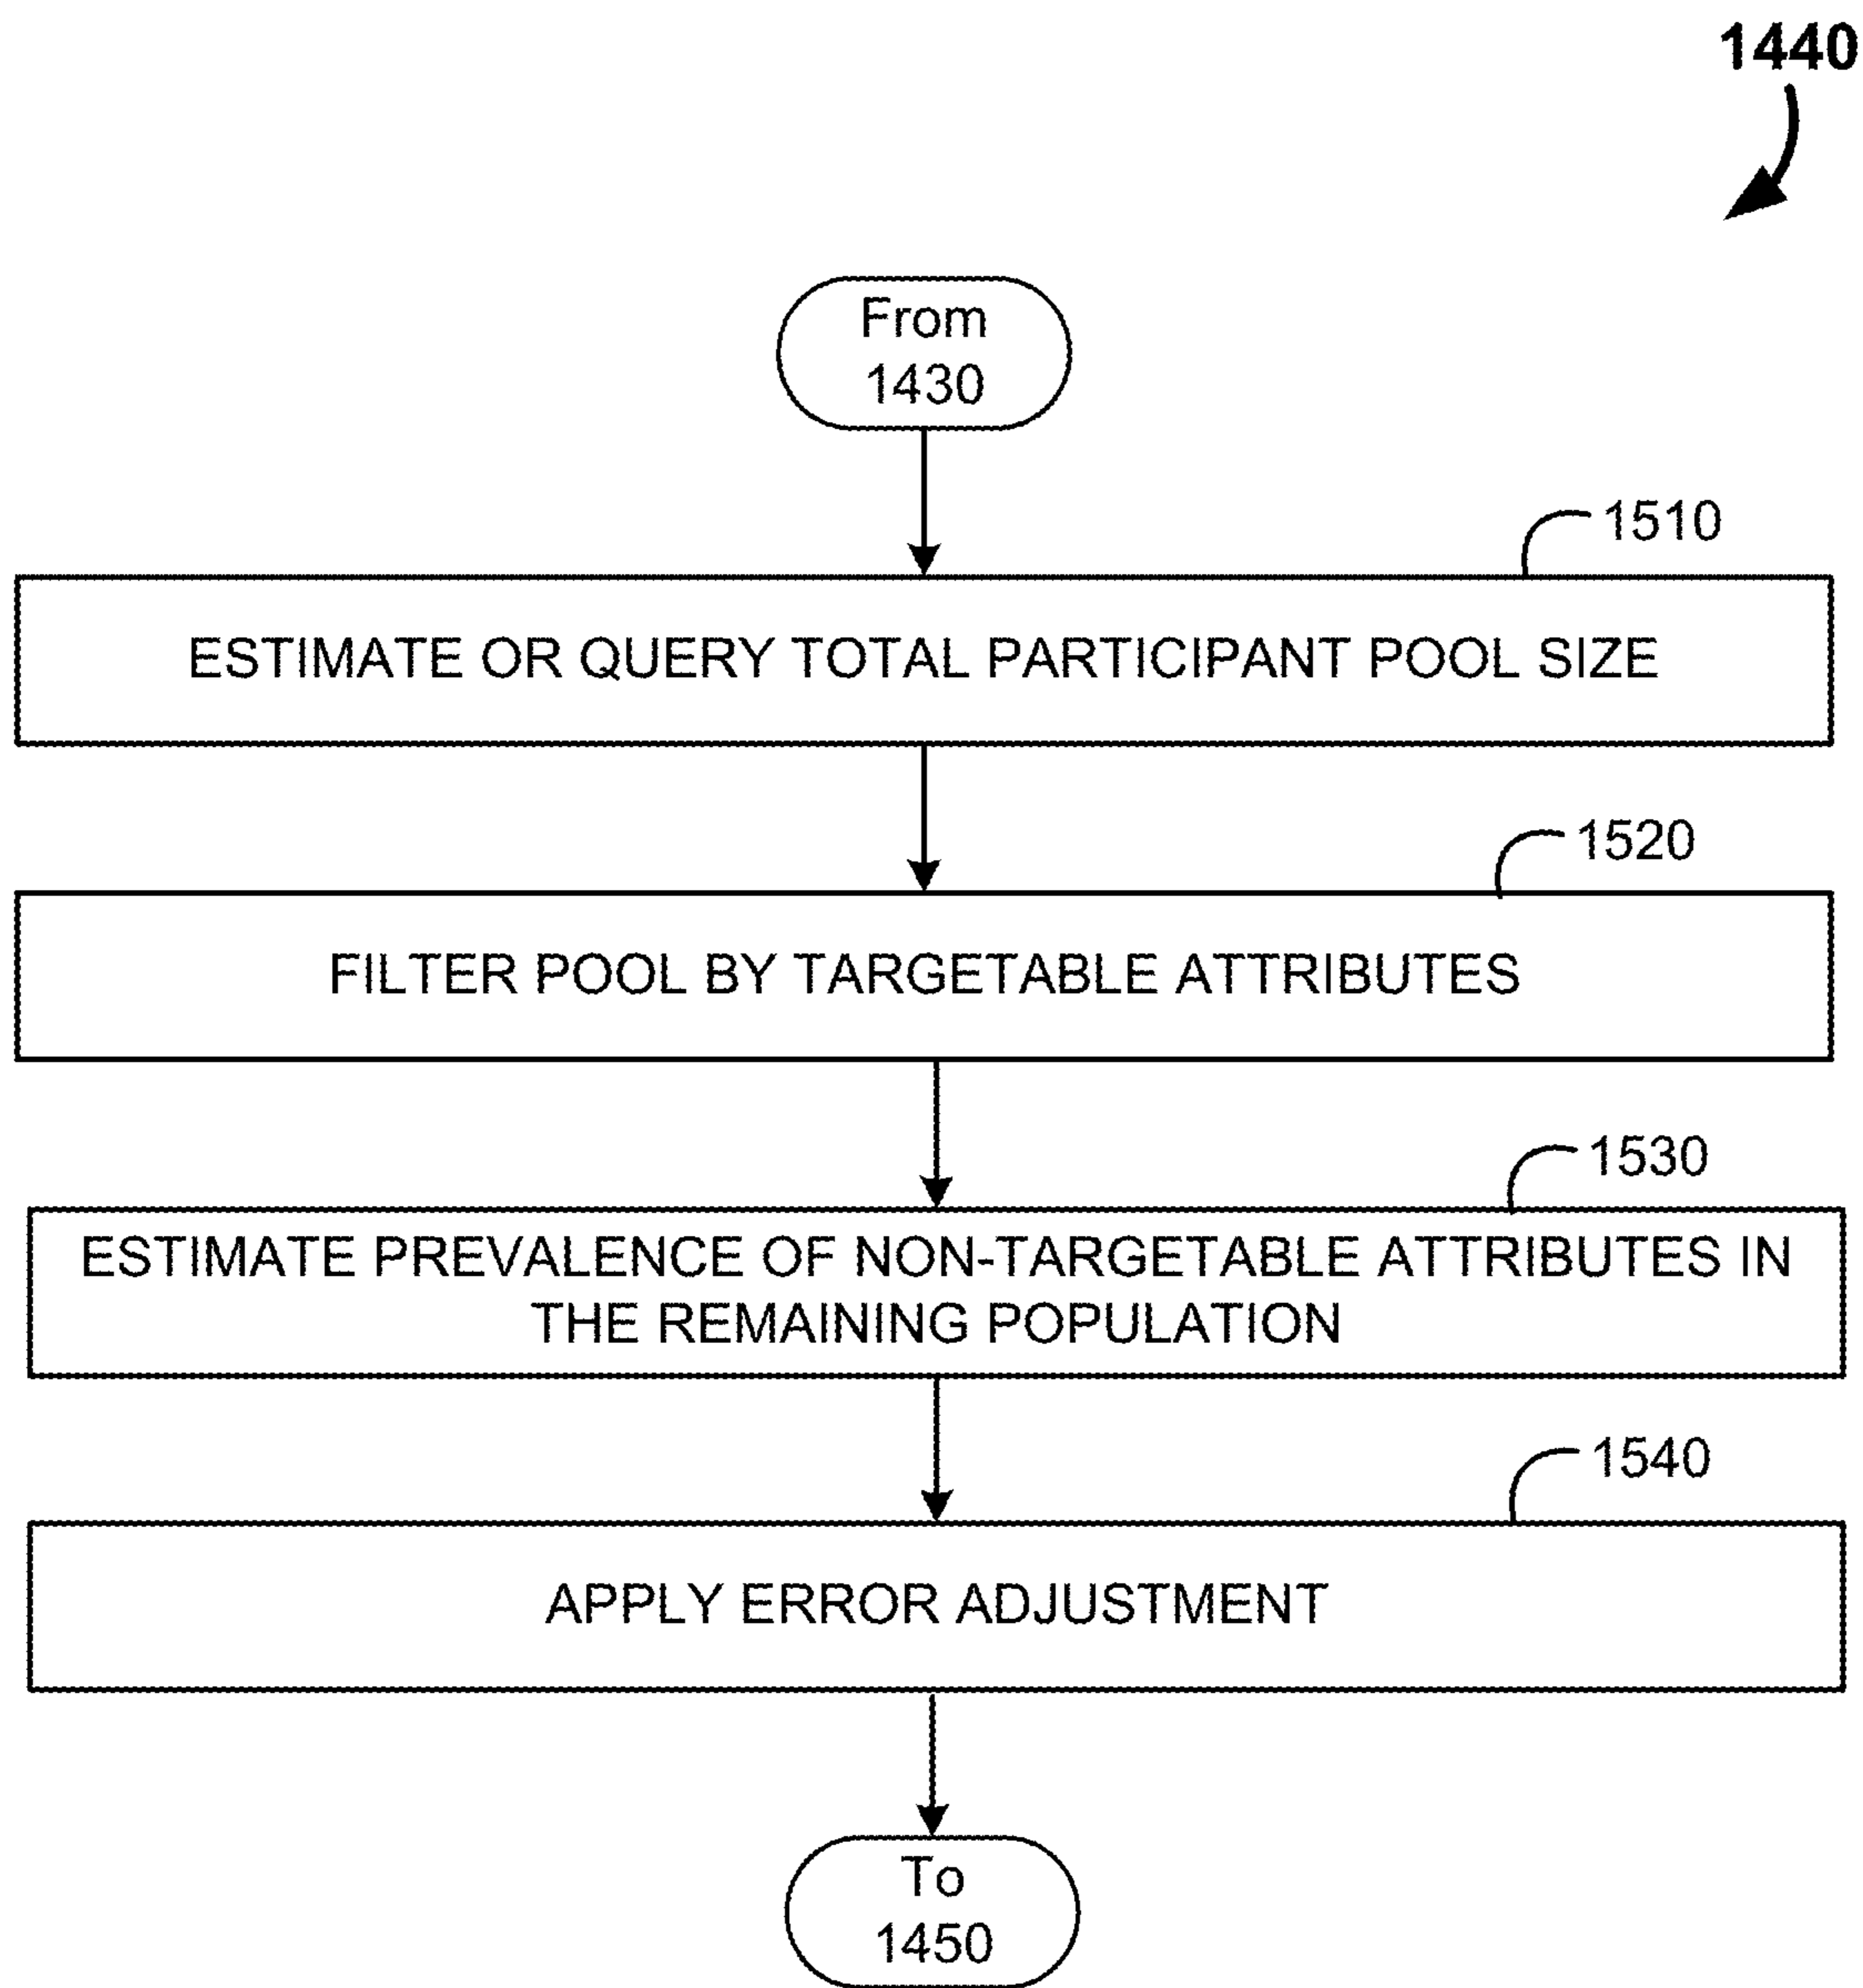 1440
From
1430
1510
ESTIMATE OR QUERY TOTAL PARTICIPANT POOL SIZE
1520
FILTER POOL BY TARGETABLE ATTRIBUTES
1530
ESTIMATE PREVALENCE OF NON-TARGETABLE ATTRIBUTES IN
THE REMAINING POPULATION
1540
APPLY ERROR ADJUSTMENT
To
1450